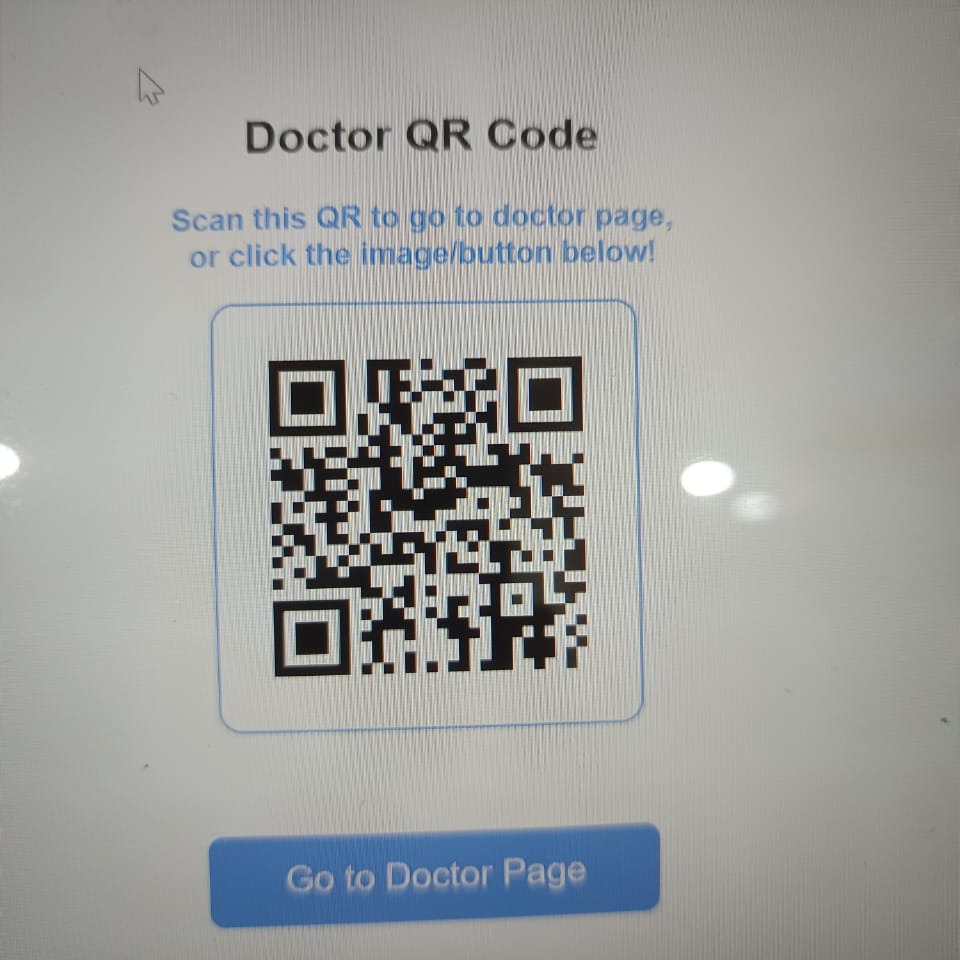 Doctor QR Code
Scan this QR to go to doctor page,
or click the image/button below!
Go to Doctor Page